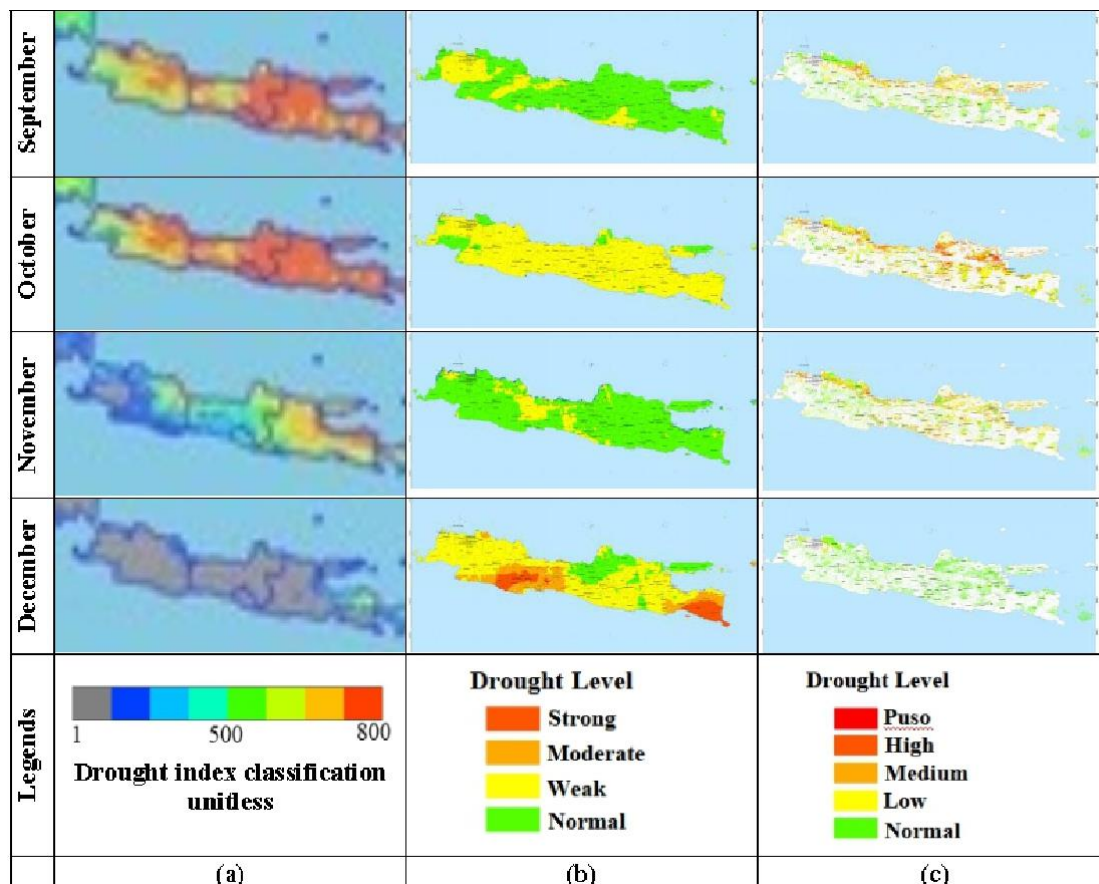 September
October
November
December
Legends
1
500
800
Drought index classification
unitless
Drought Level
Strong
Moderate
Weak
Normal
Drought Level
Puso
High
Medium
Low
Normal
(a)
(b)
(c)